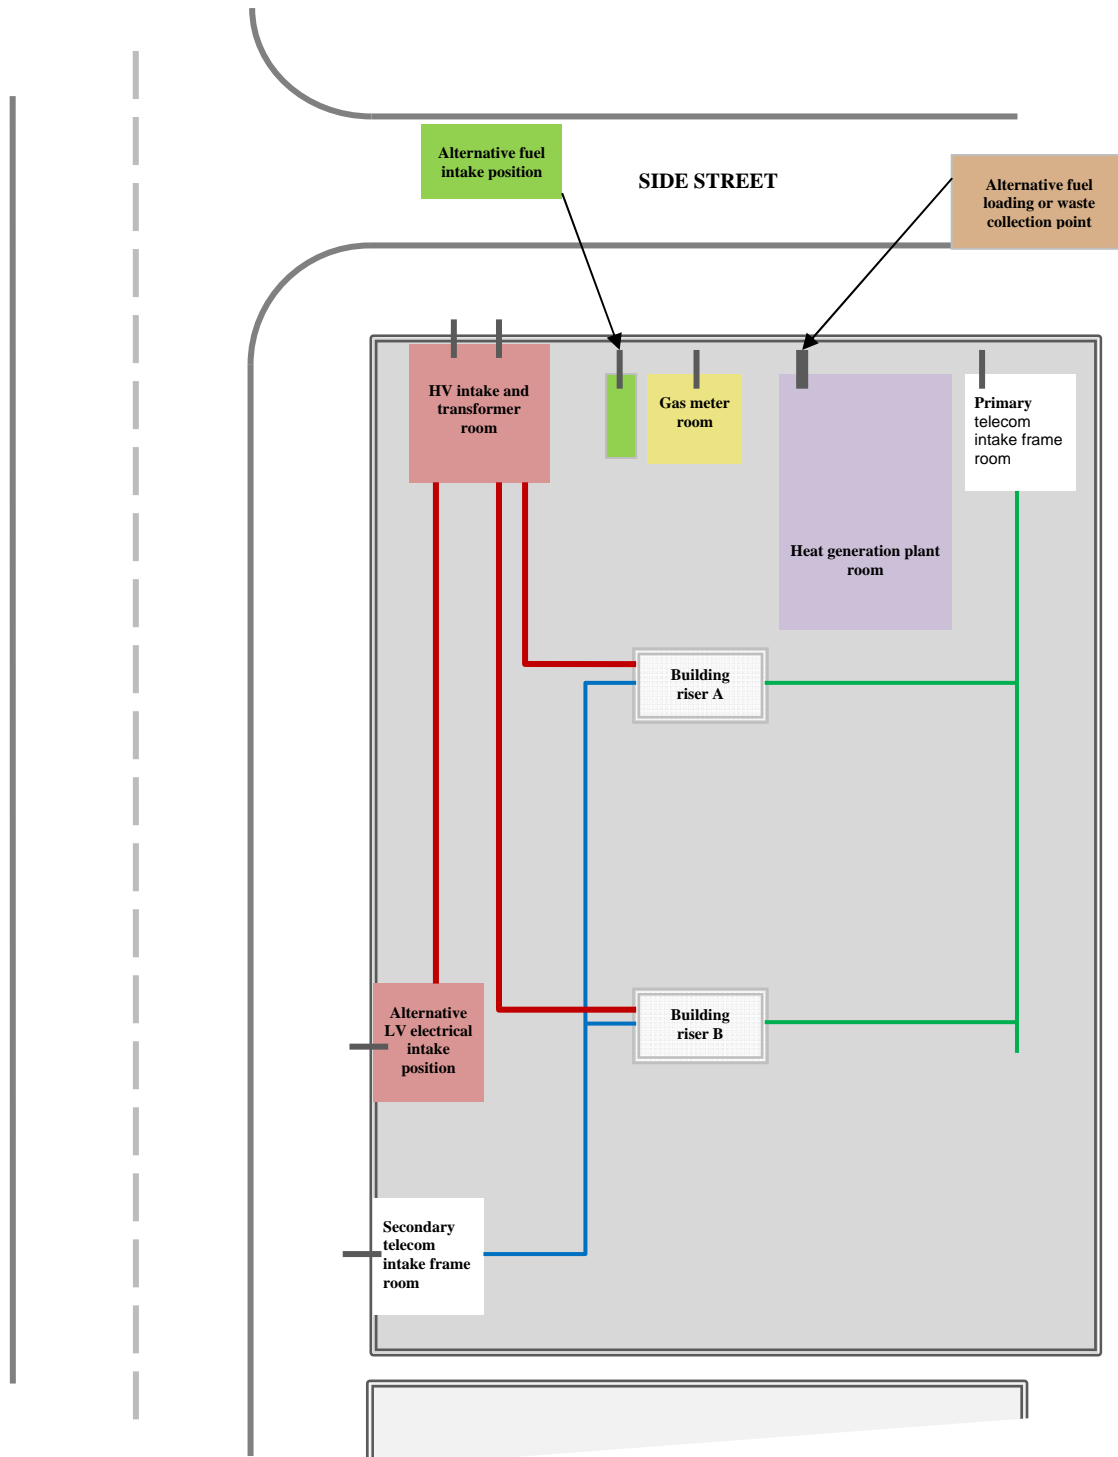 Alternative fuel
intake position
SIDE STREET
Alternative fuel
loading or waste
collection point
HV intake and
transformer
room
Gas meter
room
Primary
telecom
intake frame
room
Heat generation plant
room
Building
riser A
Alternative
LV electrical
intake
position
Building
riser B
Secondary
telecom
intake frame
room